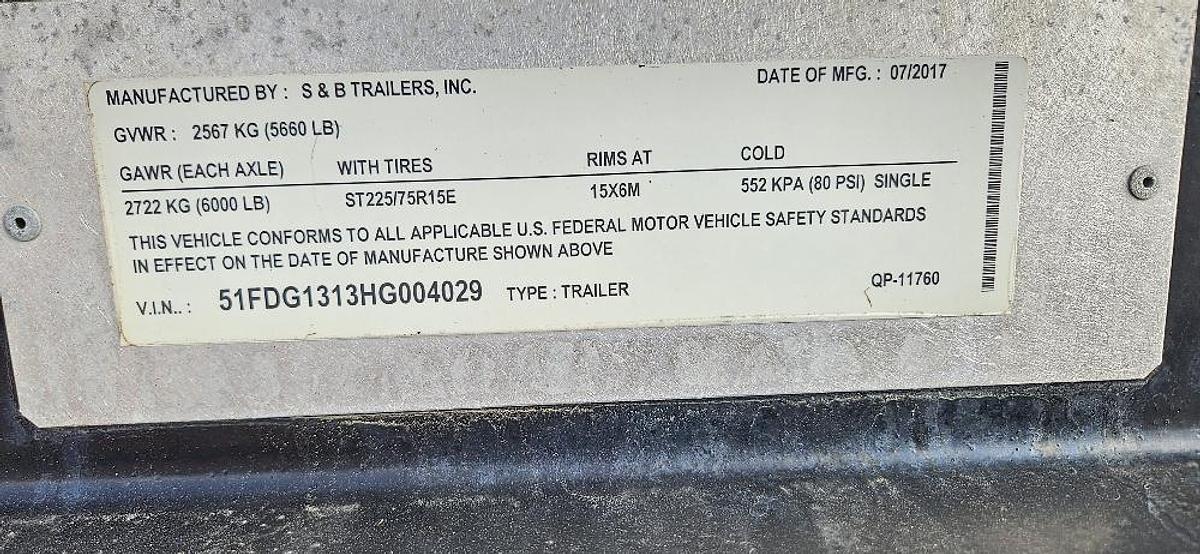 MANUFACTURED BY : S & B TRAILERS, INC. DATE OF MFG. : 07/2017
GVWR : 2567 KG (5660 LB)
GAWR (EACH AXLE) WITH TIRES RIMS AT COLD
2722 KG (6000 LB) ST225/75R15E 15X6M 552 KPA (80 PSI) SINGLE
THIS VEHICLE CONFORMS TO ALL APPLICABLE U.S. FEDERAL MOTOR VEHICLE SAFETY STANDARDS
IN EFFECT ON THE DATE OF MANUFACTURE SHOWN ABOVE
V.I.N.. : 51FDG1313HG004029 TYPE : TRAILER QP-11760